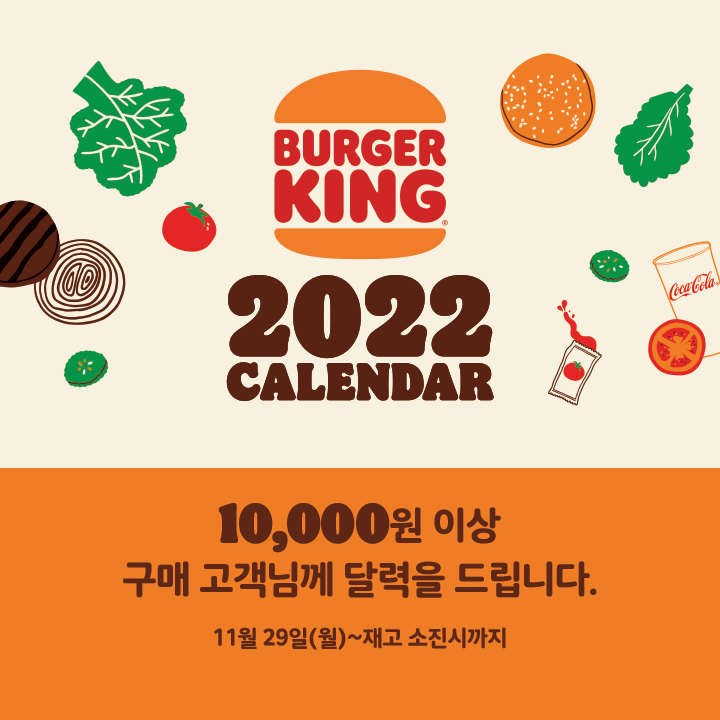 BURGER
KING®
2022
CALENDAR
Coca-Cola
10,000원 이상
구매 고객님께 달력을 드립니다.
11월 29일(월)~재고 소진시까지